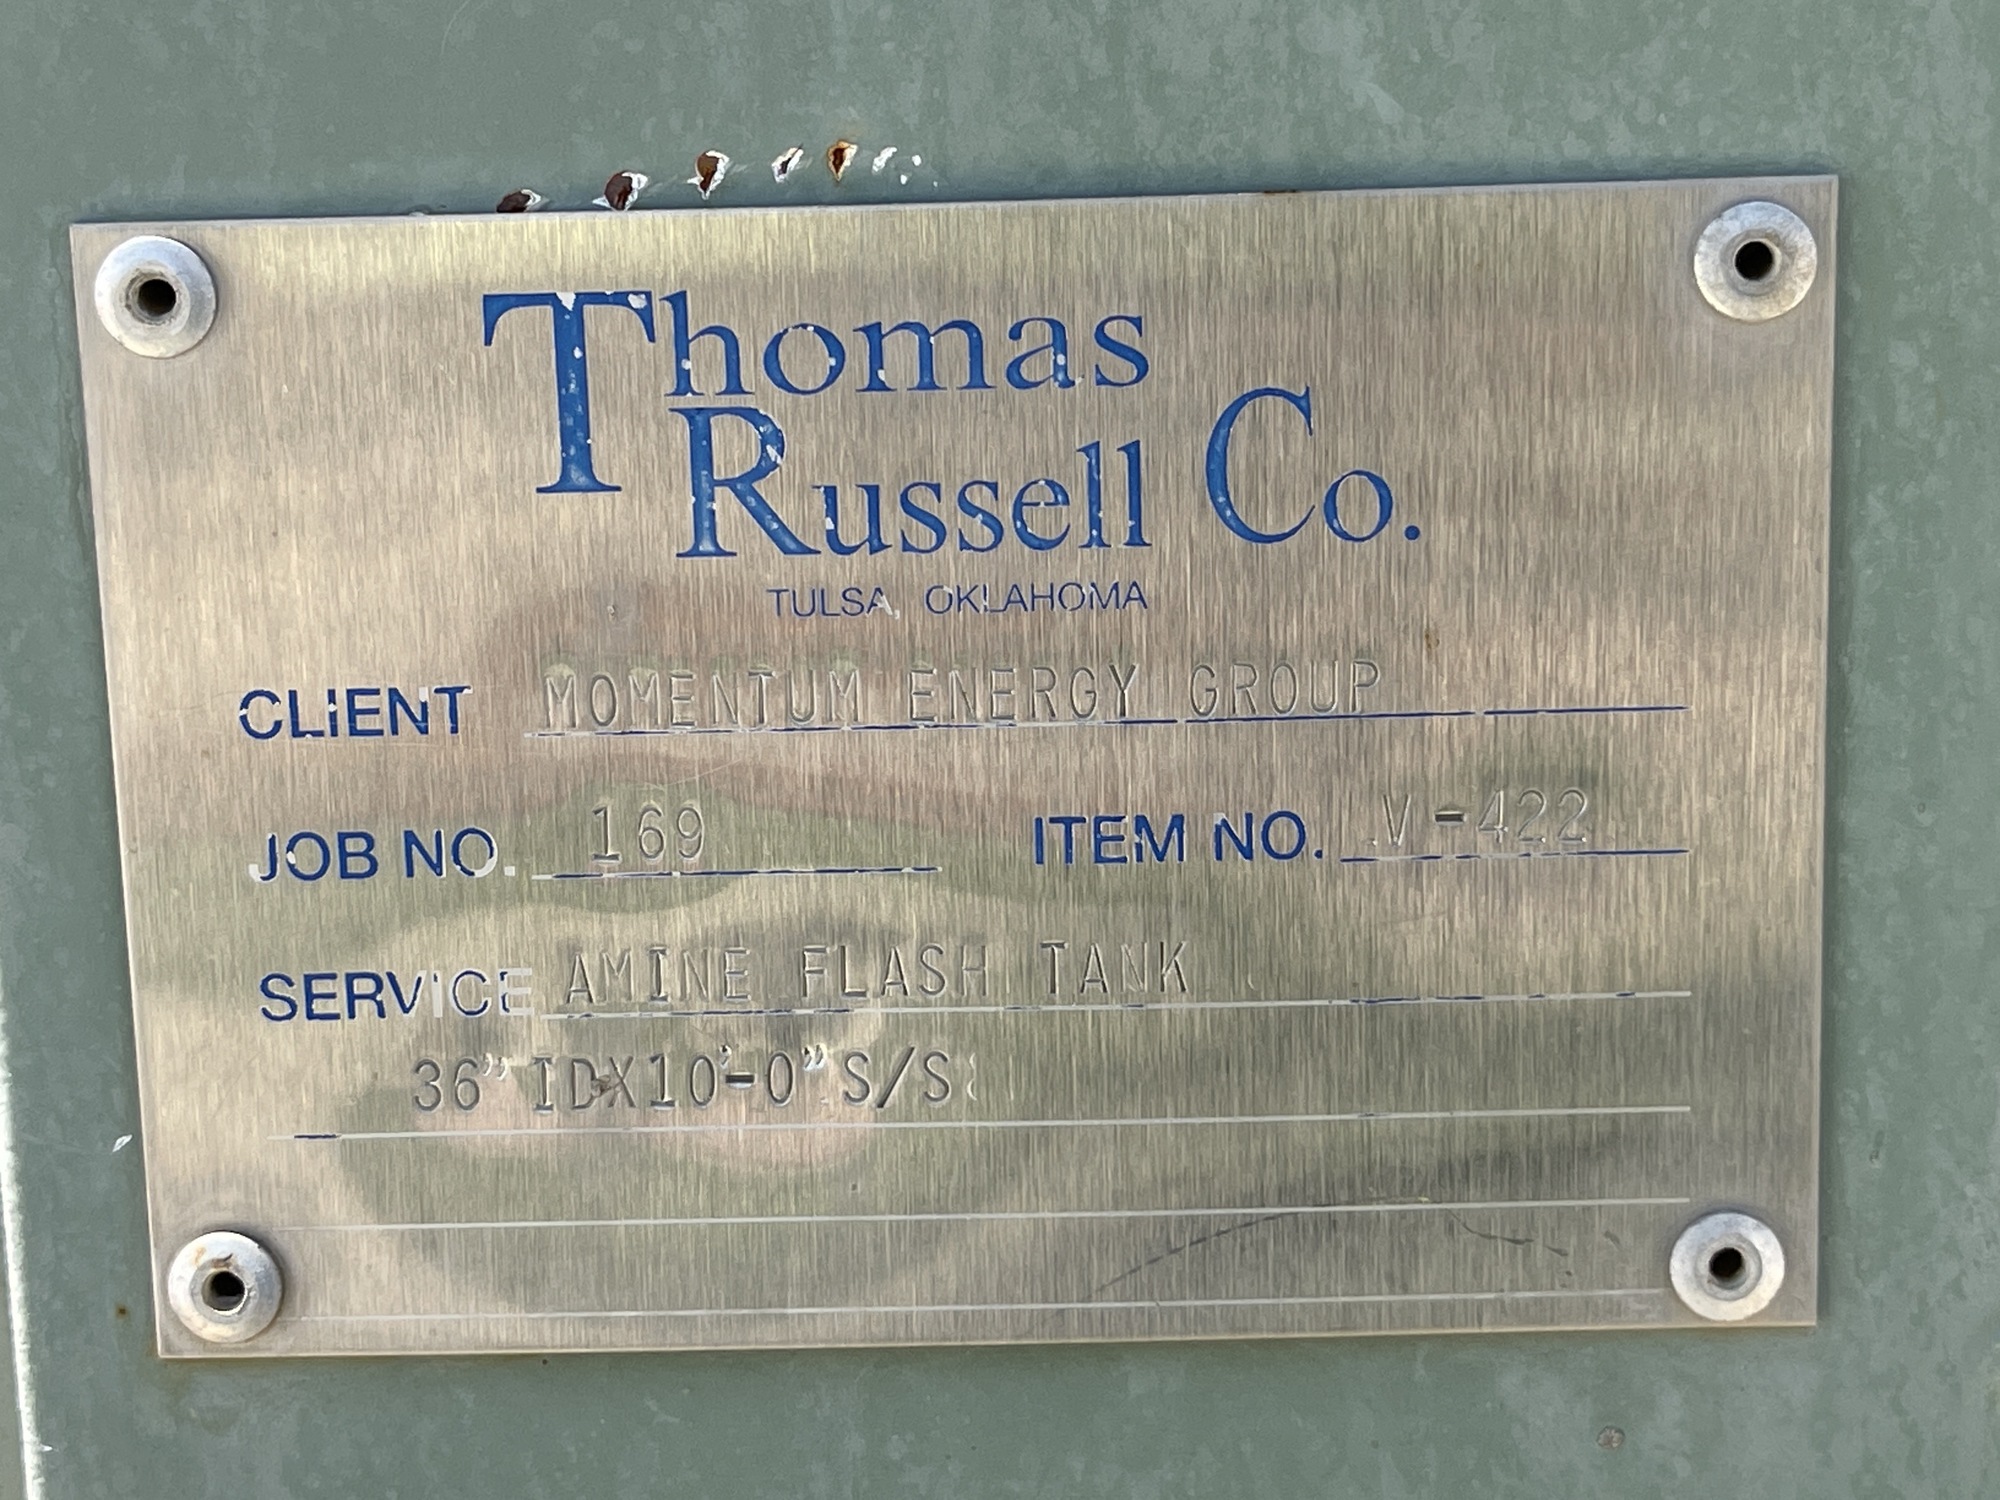 Thomas
Russell Co.
TULSA, OKLAHOMA
CLIENT MOMENTUM ENERGY GROUP
JOB NO. 169 ITEM NO. V-422
SERVICE AMINE FLASH TANK
36" IDX10'-0" S/S